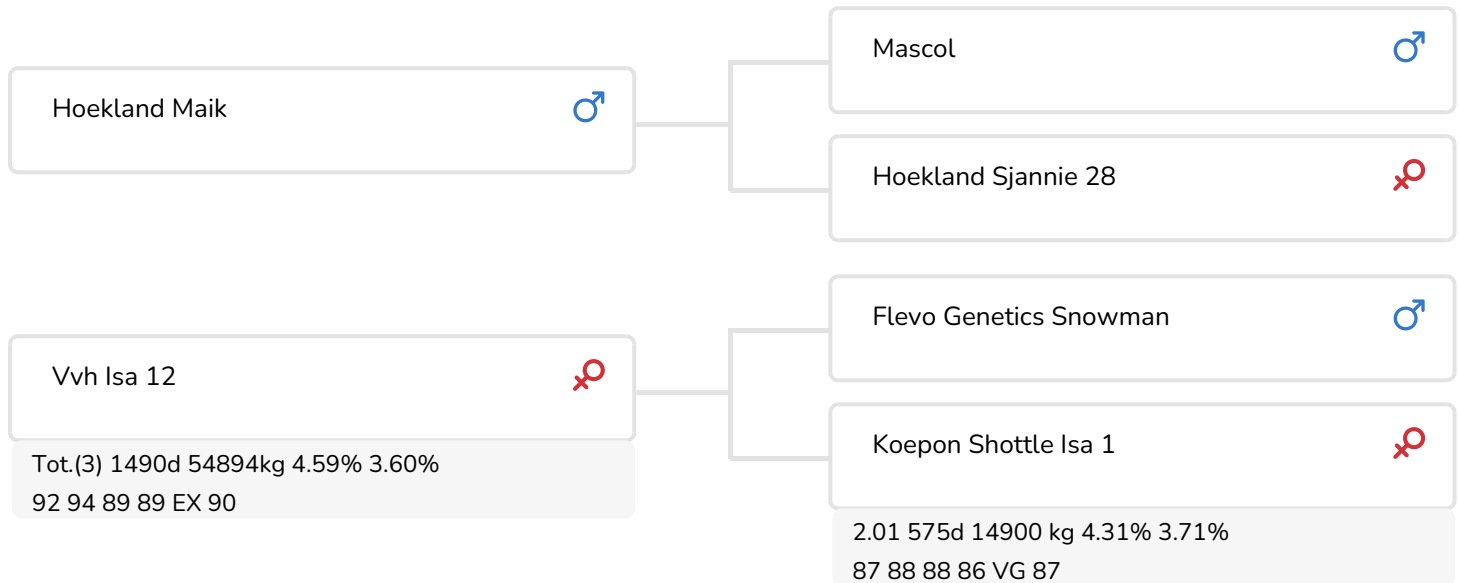 Hoekland Maik
Mascol
Hoekland Sjannie 28
Vvh Isa 12
Tot.(3) 1490d 54894kg 4.59% 3.60%
92 94 89 89 EX 90
Flevo Genetics Snowman
Koepon Shottle Isa 1
2.01 575d 14900 kg 4.31% 3.71%
87 88 88 86 VG 87